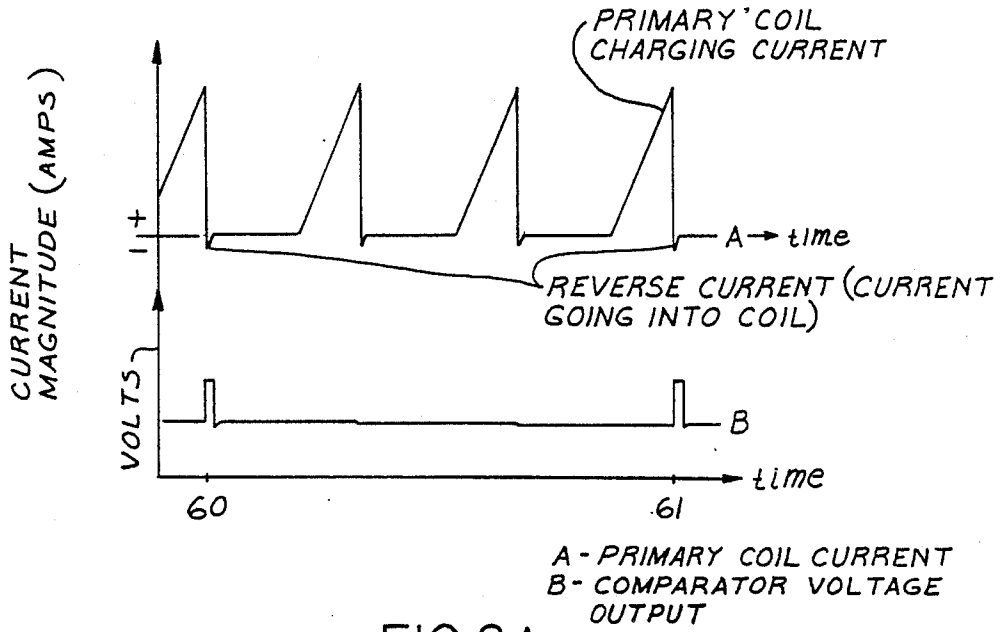 PRIMARY COIL
CHARGING CURRENT
CURRENT
MAGNITUDE (AMPS)
+
-
A → time
REVERSE CURRENT (CURRENT
GOING INTO COIL)
VOLTS
B
time
60
61
A - PRIMARY COIL CURRENT
B - COMPARATOR VOLTAGE
OUTPUT